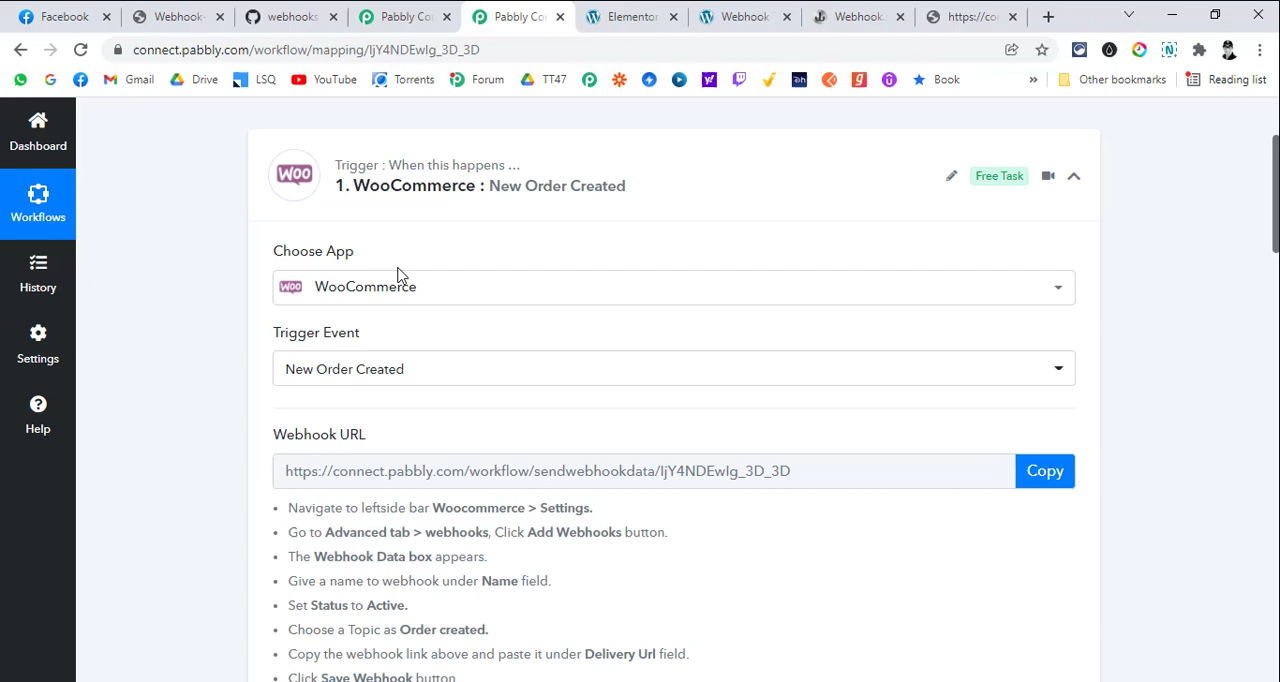 Facebook
Webhook-
webhooks
Pabbly Co
Pabbly Co
Elementor
Webhook
Webhook.
https://co
connect.pabbly.com/workflow/mapping/IjY4NDEwIg_3D_3D
Gmail
Drive
LSQ
YouTube
Torrents
Forum
TT47
Book
»
Other bookmarks
Reading list
Dashboard
Workflows
History
Settings
Help
WOO
Trigger : When this happens ...
1. WooCommerce : New Order Created
Free Task
Choose App
WOO WooCommerce
Trigger Event
New Order Created
Webhook URL
https://connect.pabbly.com/workflow/sendwebhookdata/IjY4NDEwIg_3D_3D
Copy
• Navigate to leftside bar Woocommerce > Settings.
• Go to Advanced tab > webhooks, Click Add Webhooks button.
• The Webhook Data box appears.
• Give a name to webhook under Name field.
• Set Status to Active.
• Choose a Topic as Order created.
• Copy the webhook link above and paste it under Delivery Url field.
• Click Save Webhook button